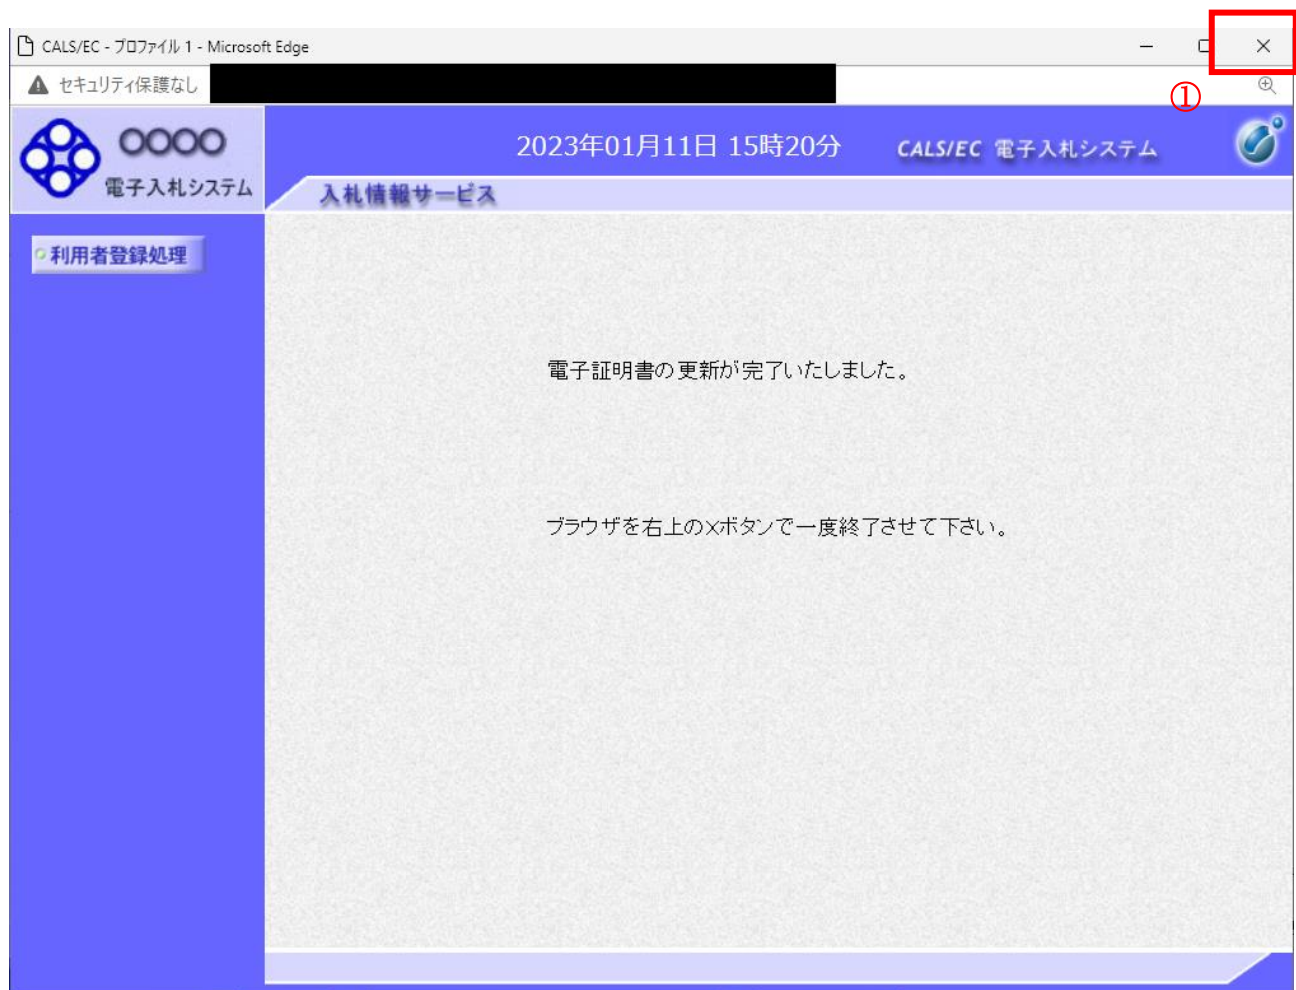 CALS/EC - プロファイル 1 - Microsoft Edge
セキュリティ保護なし
①
〇〇〇〇
電子入札システム
2023年01月11日 15時20分
CALS/EC 電子入札システム
入札情報サービス
利用者登録処理
電子証明書の更新が完了いたしました。
ブラウザを右上の×ボタンで一度終了させて下さい。